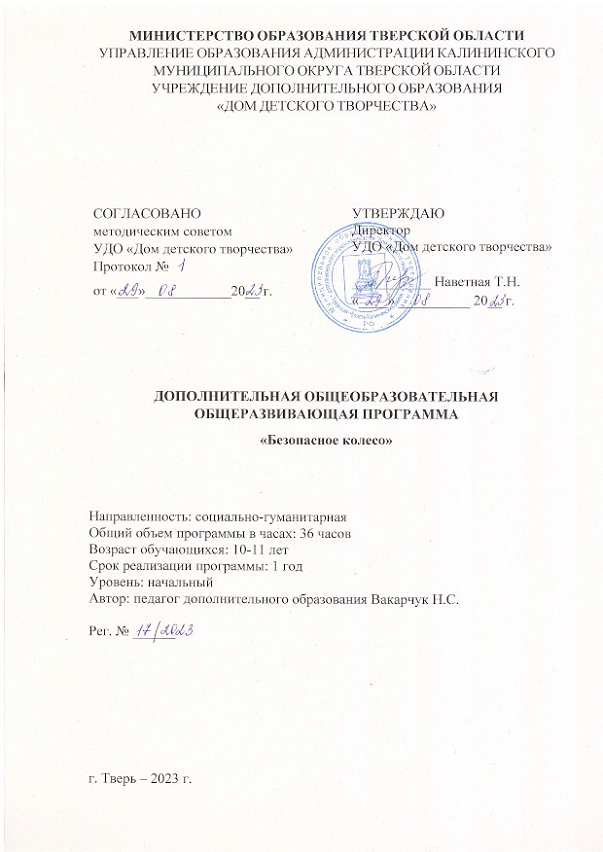 МИНИСТЕРСТВО ОБРАЗОВАНИЯ ТВЕРСКОЙ ОБЛАСТИ
УПРАВЛЕНИЕ ОБРАЗОВАНИЯ АДМИНИСТРАЦИИ КАЛИНИНСКОГО
МУНИЦИПАЛЬНОГО ОКРУГА ТВЕРСКОЙ ОБЛАСТИ
УЧРЕЖДЕНИЕ ДОПОЛНИТЕЛЬНОГО ОБРАЗОВАНИЯ
«ДОМ ДЕТСКОГО ТВОРЧЕСТВА»
СОГЛАСОВАНО
методическим советом
УДО «Дом детского творчества»
Протокол № 1
от «29» 08 2023г.
УТВЕРЖДАЮ
Директор
УДО «Дом детского творчества»
Наветная Т.Н.
«29» 08 2023г.
ДОПОЛНИТЕЛЬНАЯ ОБЩЕОБРАЗОВАТЕЛЬНАЯ
ОБЩЕРАЗВИВАЮЩАЯ ПРОГРАММА
«Безопасное колесо»
Направленность: социально-гуманитарная
Общий объем программы в часах: 36 часов
Возраст обучающихся: 10-11 лет
Срок реализации программы: 1 год
Уровень: начальный
Автор: педагог дополнительного образования Вакарчук Н.С.
Рег. № 17/2023
г. Тверь – 2023 г.